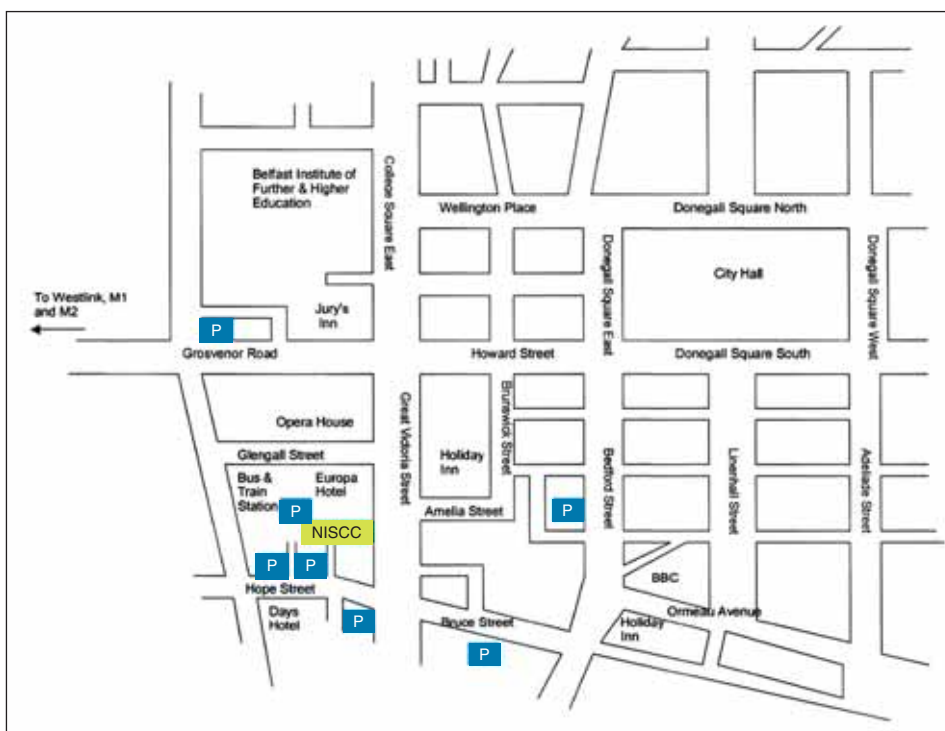 Belfast Institute of
Further & Higher
Education
College Square East
Wellington Place
Donegall Square North
Donegall Square East
City Hall
Donegall Square West
To Westlink, M1
and M2
Jury's
Inn
P
Grosvenor Road
Howard Street
Donegall Square South
Opera House
Great Victoria Street
Brunswick Street
Holiday
Inn
Bedford Street
Linenhall Street
Adeliade Street
Glengall Street
Bus &
Train
Station
Europa
Hotel
P
Amelia Street
P
NISCC
P
P
Hope Street
BBC
Days
Hotel
P
Bruce Street
Ormeau Avenue
Holiday
Inn
P